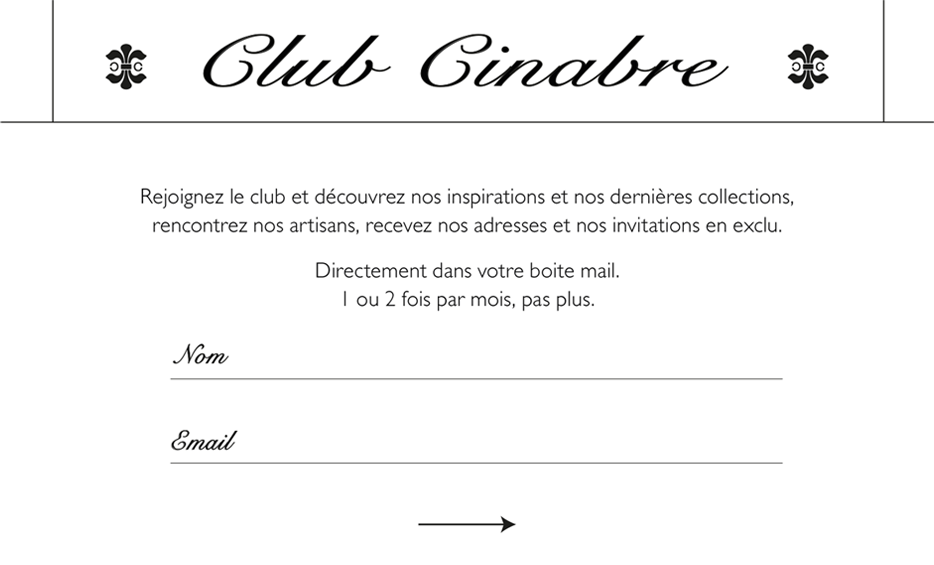 Club Cinabre
Rejoignez le club et découvrez nos inspirations et nos dernières collections,
rencontrez nos artisans, recevez nos adresses et nos invitations en exclu.
Directement dans votre boite mail.
1 ou 2 fois par mois, pas plus.
Nom
Email